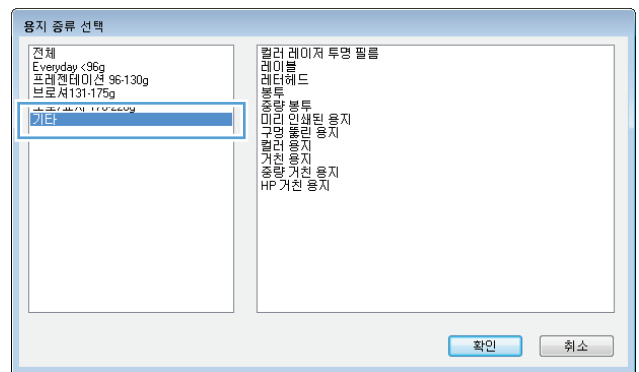 용지 종류 선택
전체
Everyday <96g
프레젠테이션 96-130g
브로셔131-175g
기타
컬러 레이저 투명 필름
레이블
레터헤드
봉투
중량 봉투
미리 인쇄된 용지
구멍 뚫린 용지
컬러 용지
거친 용지
중량 거친 용지
HP 거친 용지
확인
취소